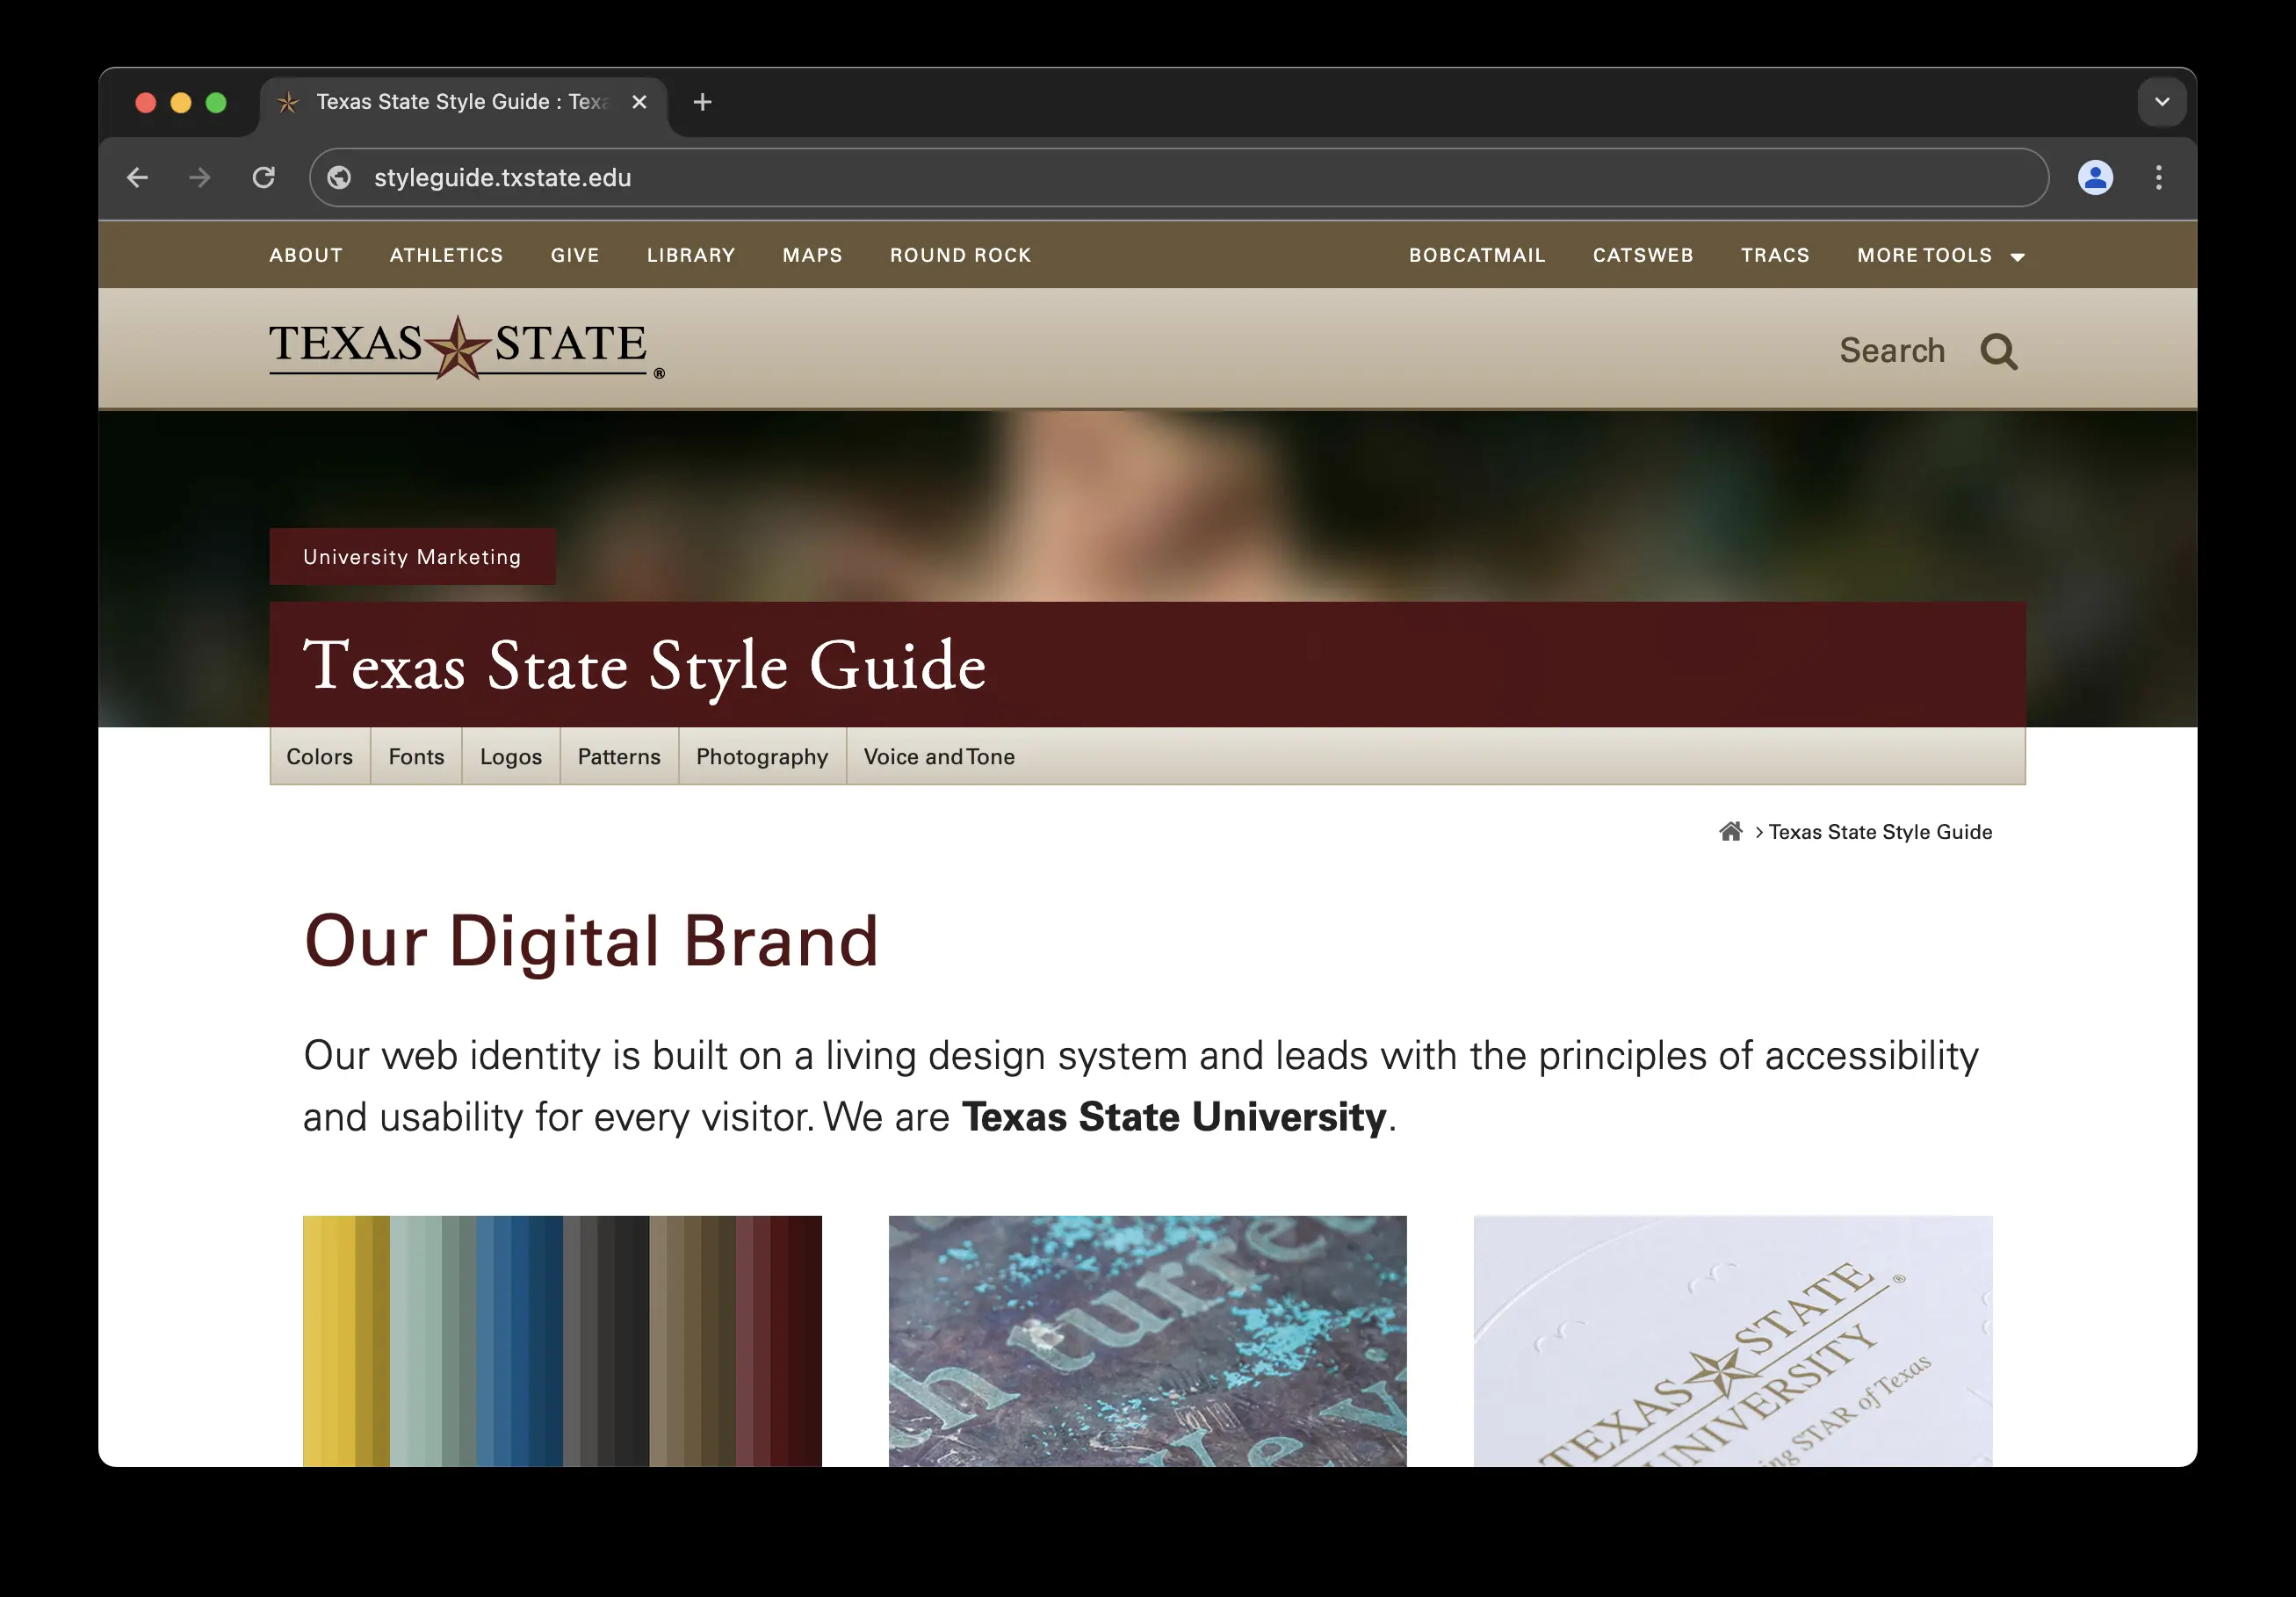 Texas State Style Guide : Texa
styleguide.txstate.edu
ABOUT ATHLETICS GIVE LIBRARY MAPS ROUND ROCK BOBCATMAIL CATSWEB TRACS MORE TOOLS
TEXAS STATE ®
Search
University Marketing
Texas State Style Guide
Colors Fonts Logos Patterns Photography Voice and Tone
> Texas State Style Guide
Our Digital Brand
Our web identity is built on a living design system and leads with the principles of accessibility
and usability for every visitor. We are Texas State University.
h curre
TEXAS STATE ®
UNIVERSITY
ng STAR of Texas